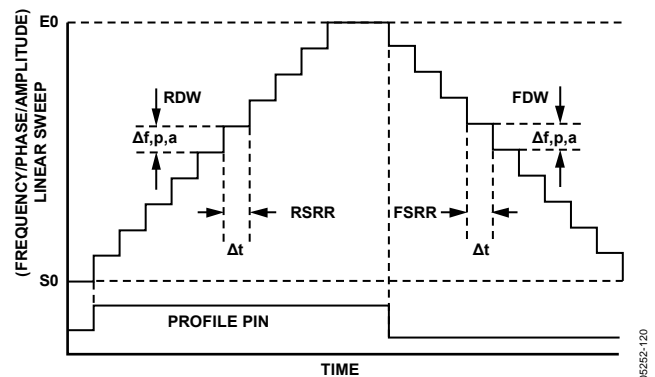 (FREQUENCY/PHASE/AMPLITUDE)
LINEAR SWEEP
E0
RDW
FDW
Δf,p,a
Δf,p,a
RSRR
FSRR
Δt
Δt
S0
PROFILE PIN
TIME
05252-120